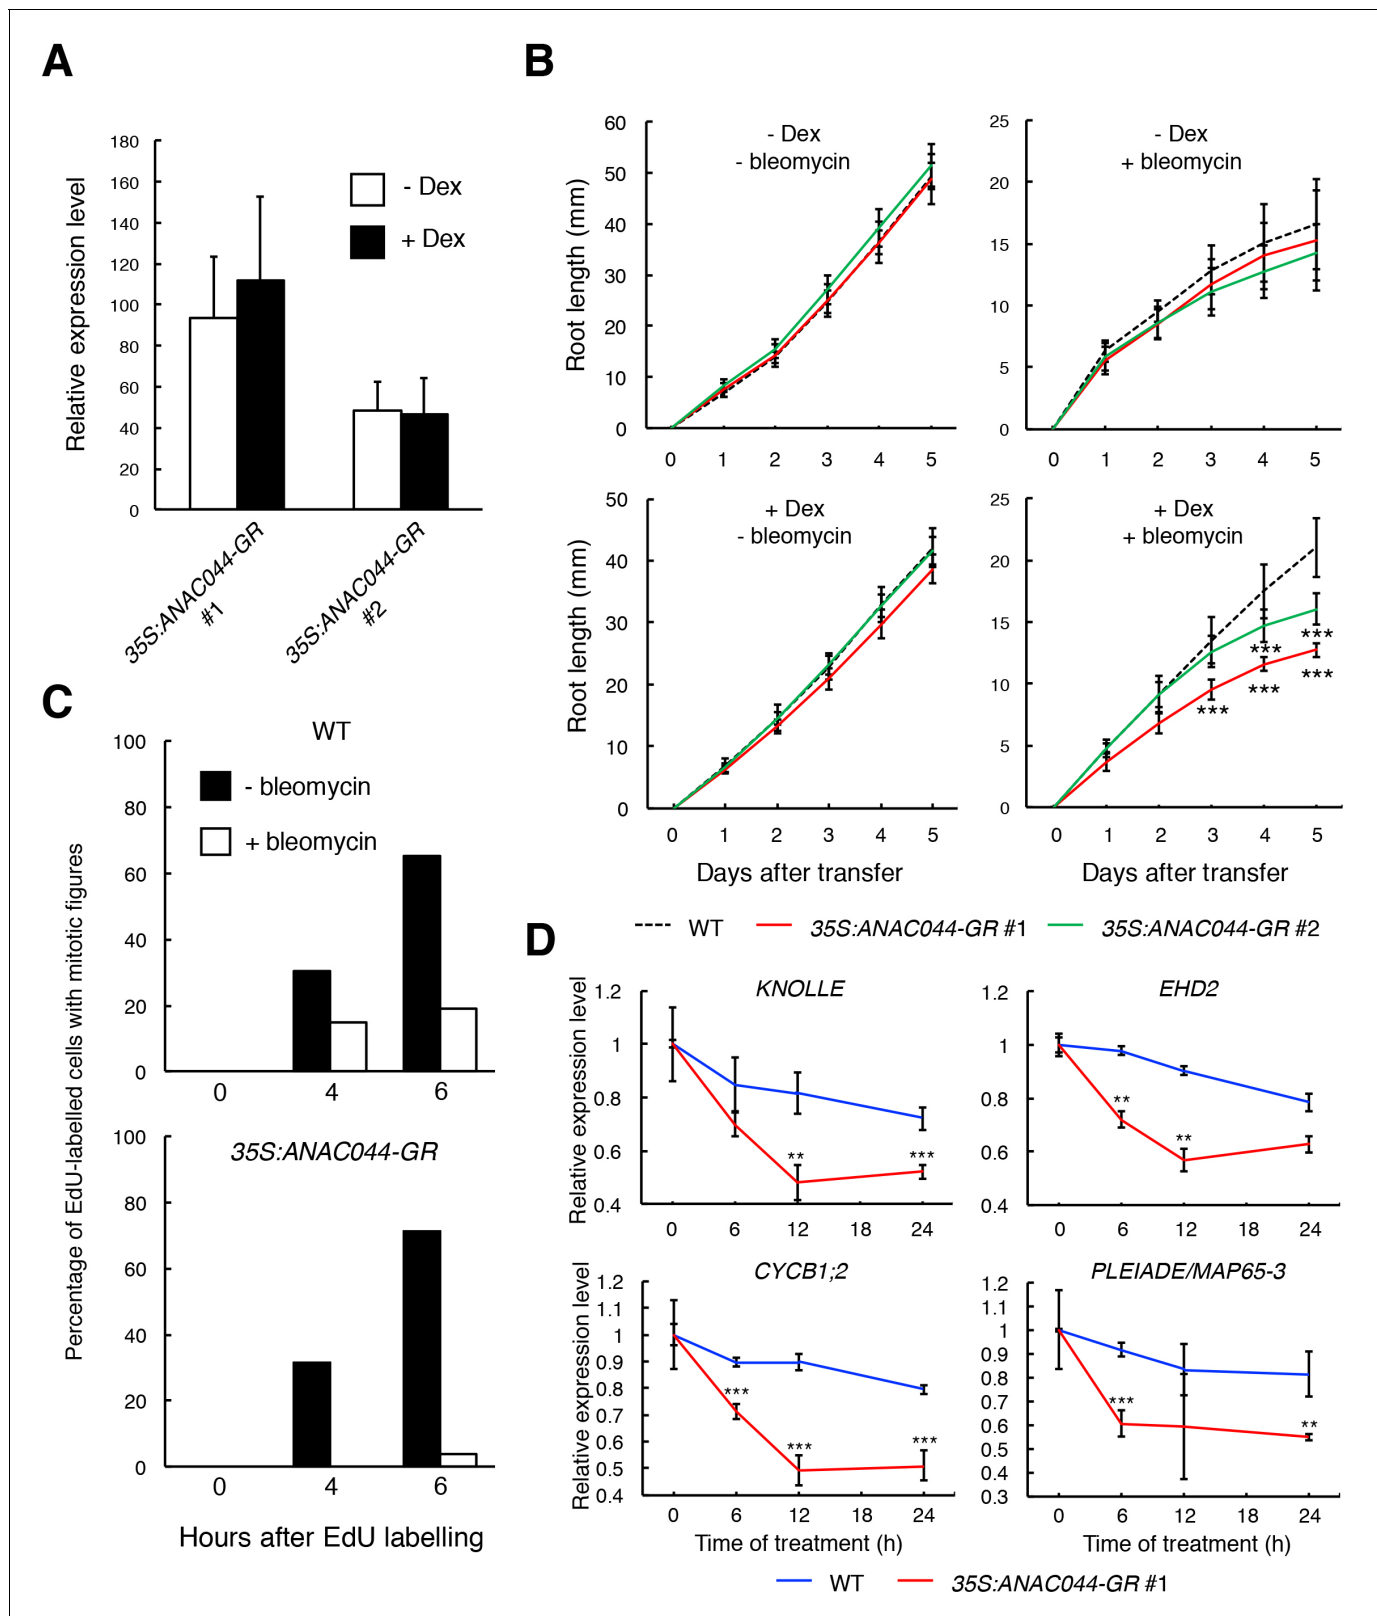 A
Relative expression level
180
160
140
120
100
80
60
40
20
0
- Dex
+ Dex
35S:ANAC044-GR
#1
35S:ANAC044-GR
#2
B
Root length (mm)
60
50
40
30
20
10
0
- Dex
- bleomycin
0 1 2 3 4 5
25
20
15
10
5
0
- Dex
+ bleomycin
0 1 2 3 4 5
Root length (mm)
50
40
30
20
10
0
+ Dex
- bleomycin
0 1 2 3 4 5
Days after transfer
25
20
15
10
5
0
+ Dex
+ bleomycin
***
***
***
***
***
0 1 2 3 4 5
Days after transfer
WT 35S:ANAC044-GR #1 35S:ANAC044-GR #2
C
Percentage of EdU-labelled cells with mitotic figures
WT
100
80
60
40
20
0
- bleomycin
+ bleomycin
0 4 6
35S:ANAC044-GR
100
80
60
40
20
0
0 4 6
Hours after EdU labelling
D
Relative expression level
KNOLLE
1.2
1
0.8
0.6
0.4
**
***
0 6 12 18 24
EHD2
1.2
1
0.8
0.6
0.4
**
**
0 6 12 18 24
Relative expression level
CYCB1;2
1.2
1.1
1
0.9
0.8
0.7
0.6
0.5
0.4
***
***
***
0 6 12 18 24
Time of treatment (h)
PLEIADE/MAP65-3
1.2
1.1
1
0.9
0.8
0.7
0.6
0.5
0.4
0.3
***
**
0 6 12 18 24
Time of treatment (h)
WT 35S:ANAC044-GR #1